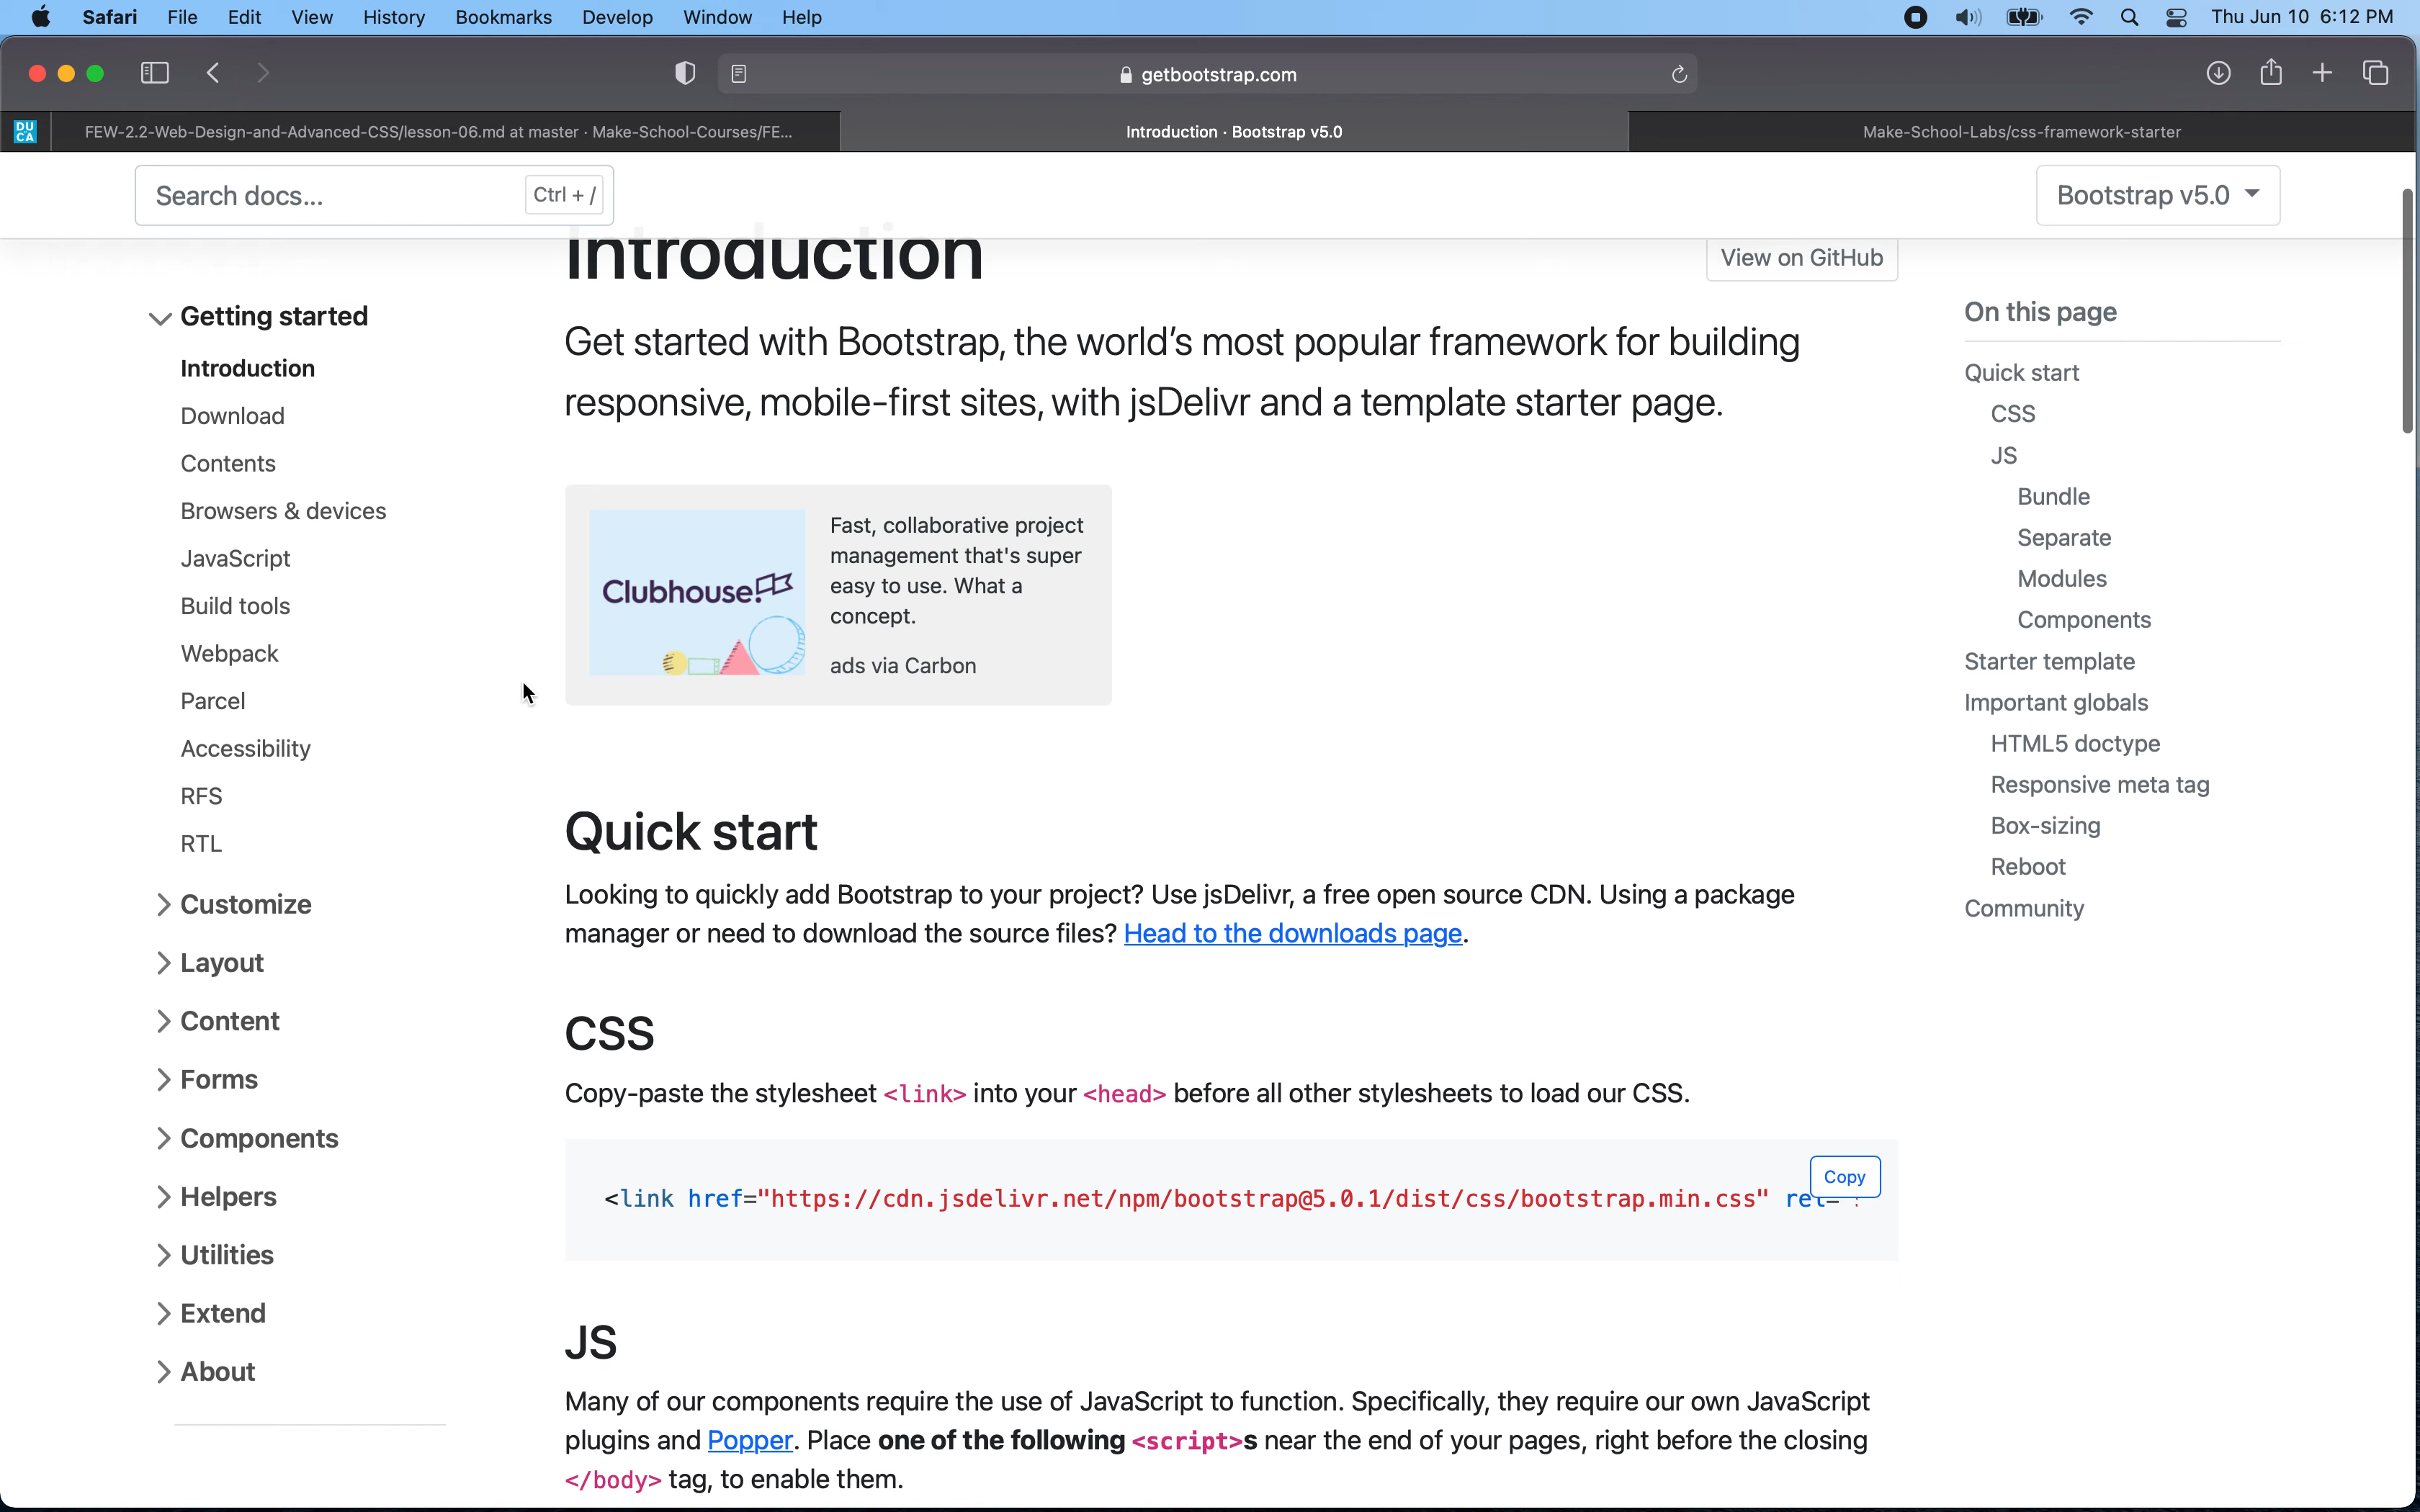 Safari File Edit View History Bookmarks Develop Window Help Thu Jun 10 6:12 PM
getbootstrap.com
DU
CA
FEW-2.2-Web-Design-and-Advanced-CSS/lesson-06.md at master · Make-School-Courses/FE...
Introduction · Bootstrap v5.0
Make-School-Labs/css-framework-starter
Search docs...
Ctrl + /
Bootstrap v5.0
Getting started
Introduction
Download
Contents
Browsers & devices
JavaScript
Build tools
Webpack
Parcel
Accessibility
RFS
RTL
Customize
Layout
Content
Forms
Components
Helpers
Utilities
Extend
About
Introduction
View on GitHub
Get started with Bootstrap, the world's most popular framework for building
responsive, mobile-first sites, with jsDelivr and a template starter page.
Clubhouse
Fast, collaborative project
management that's super
easy to use. What a
concept.
ads via Carbon
Quick start
Looking to quickly add Bootstrap to your project? Use jsDelivr, a free open source CDN. Using a package
manager or need to download the source files? Head to the downloads page.
CSS
Copy-paste the stylesheet <link> into your <head> before all other stylesheets to load our CSS.
Copy
<link href="https://cdn.jsdelivr.net/npm/bootstrap@5.0.1/dist/css/bootstrap.min.css" rel=
JS
Many of our components require the use of JavaScript to function. Specifically, they require our own JavaScript
plugins and Popper. Place one of the following <script>s near the end of your pages, right before the closing
</body> tag, to enable them.
On this page
Quick start
CSS
JS
Bundle
Separate
Modules
Components
Starter template
Important globals
HTML5 doctype
Responsive meta tag
Box-sizing
Reboot
Community